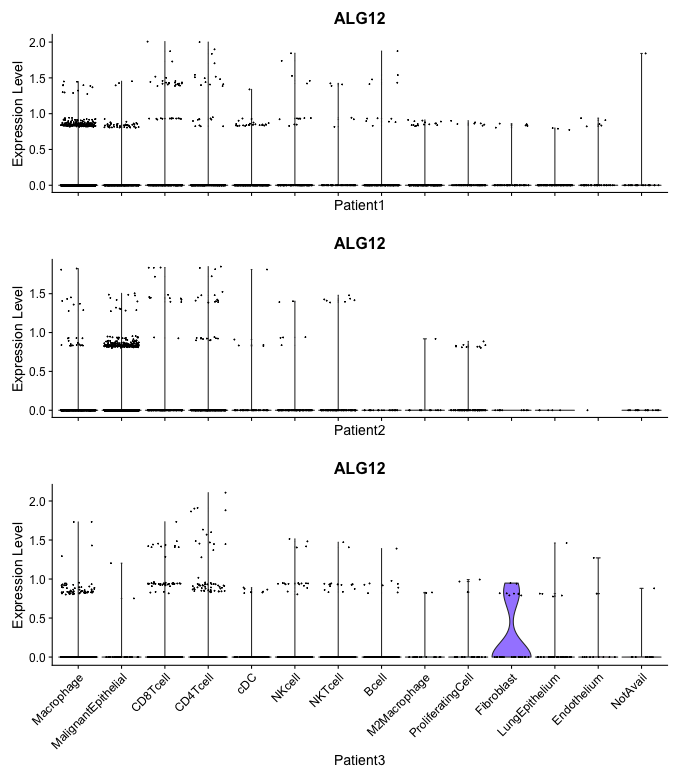 ALG12
Expression Level
2.0
1.5
1.0
0.5
0.0
Patient1
ALG12
Expression Level
1.5
1.0
0.5
0.0
Patient2
ALG12
Expression Level
2.0
1.5
1.0
0.5
0.0
Macrophage
MalignantEpithelial
CD8Tcell
CD4Tcell
cDC
NKcell
NKTcell
Bcell
M2Macrophage
ProliferatingCell
Fibroblast
LungEpithelium
Endothelium
NotAvail
Patient3